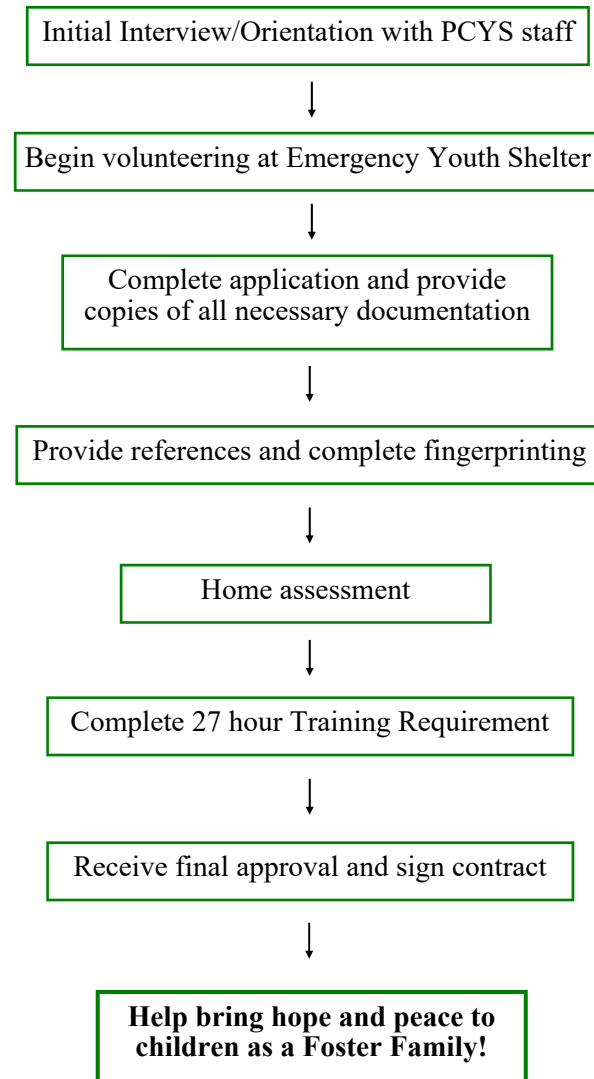 Initial Interview/Orientation with PCYS staff
Begin volunteering at Emergency Youth Shelter
Complete application and provide
copies of all necessary documentation
Provide references and complete fingerprinting
Home assessment
Complete 27 hour Training Requirement
Receive final approval and sign contract
Help bring hope and peace to
children as a Foster Family!